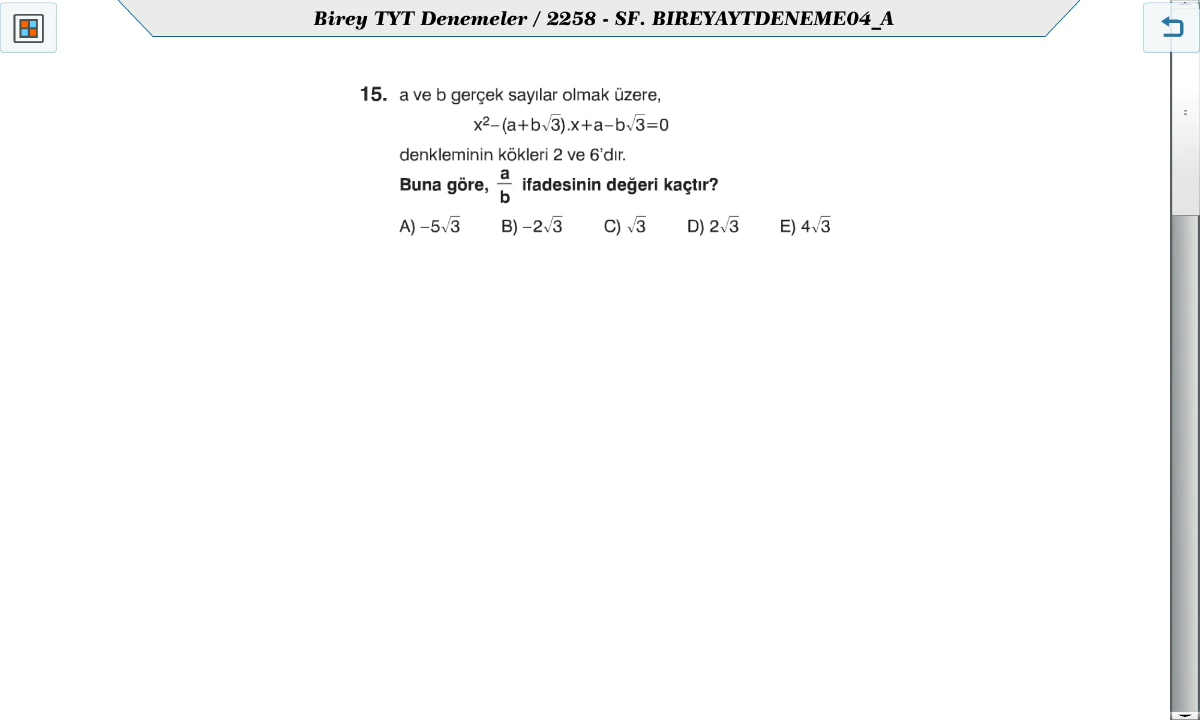 Birey TYT Denemeler / 2258 - SF. BIREYAYTDENEME04_A
15. a ve b gerçek sayılar olmak üzere,
x²−(a+b√3).x+a−b√3=0
denkleminin kökleri 2 ve 6'dır.
Buna göre, a/b ifadesinin değeri kaçtır?
A) −5√3 B) −2√3 C) √3 D) 2√3 E) 4√3